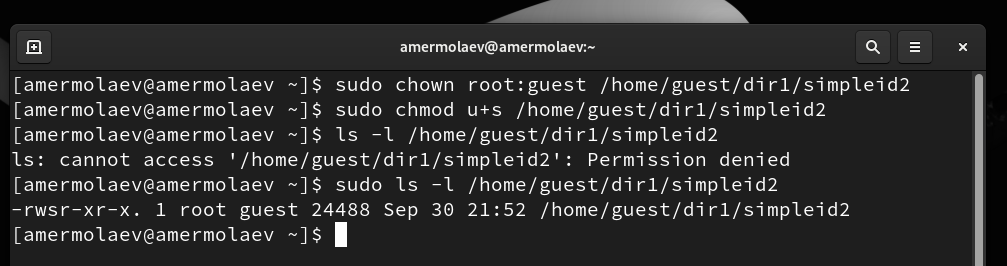 amermolaev@amermolaev:~
[amermolaev@amermolaev ~]$ sudo chown root:guest /home/guest/dir1/simpleid2
[amermolaev@amermolaev ~]$ sudo chmod u+s /home/guest/dir1/simpleid2
[amermolaev@amermolaev ~]$ ls -l /home/guest/dir1/simpleid2
ls: cannot access '/home/guest/dir1/simpleid2': Permission denied
[amermolaev@amermolaev ~]$ sudo ls -l /home/guest/dir1/simpleid2
-rwsr-xr-x. 1 root guest 24488 Sep 30 21:52 /home/guest/dir1/simpleid2
[amermolaev@amermolaev ~]$